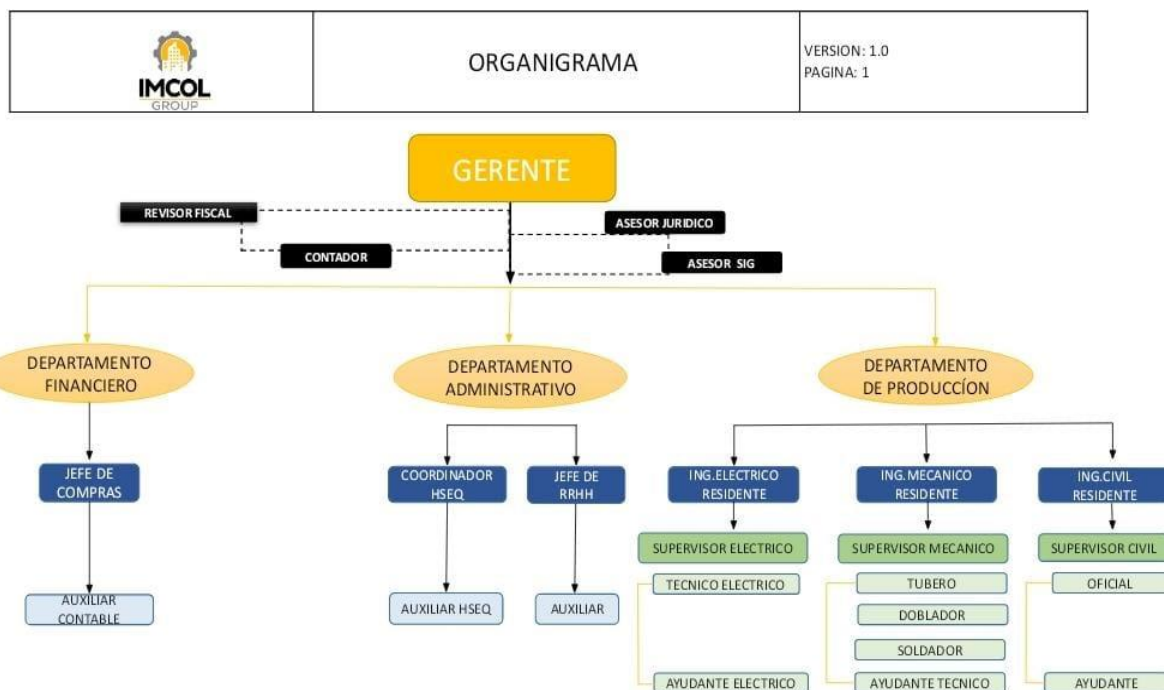 IMCOL
GROUP
ORGANIGRAMA
VERSION: 1.0
PAGINA: 1
GERENTE
REVISOR FISCAL
ASESOR JURIDICO
CONTADOR
ASESOR SIG
DEPARTAMENTO
FINANCIERO
DEPARTAMENTO
ADMINISTRATIVO
DEPARTAMENTO
DE PRODUCCÍON
JEFE DE
COMPRAS
COORDINADOR
HSEQ
JEFE DE
RRHH
ING.ELECTRICO
RESIDENTE
ING.MECANICO
RESIDENTE
ING.CIVIL
RESIDENTE
SUPERVISOR ELECTRICO
SUPERVISOR MECANICO
SUPERVISOR CIVIL
TECNICO ELECTRICO
TUBERO
OFICIAL
AUXILIAR
CONTABLE
AUXILIAR HSEQ
AUXILIAR
DOBLADOR
SOLDADOR
AYUDANTE ELECTRICO
AYUDANTE TECNICO
AYUDANTE